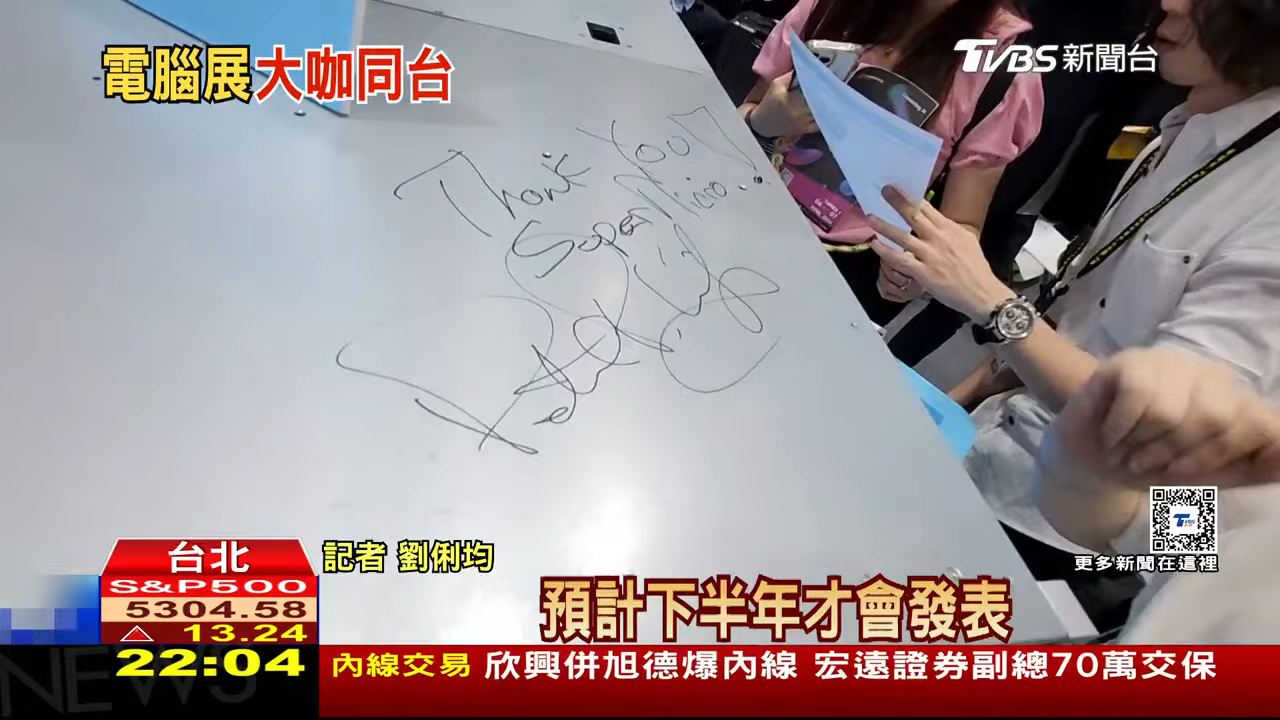 電腦展大咖同台
TVBS新聞台
Thank You
Super Micro
台北
記者 劉俐均
S&P500
5304.58
13.24
更多新聞在這裡
預計下半年才會發表
22:04
內線交易 欣興併旭德爆內線 宏遠證券副總70萬交保
NEWS